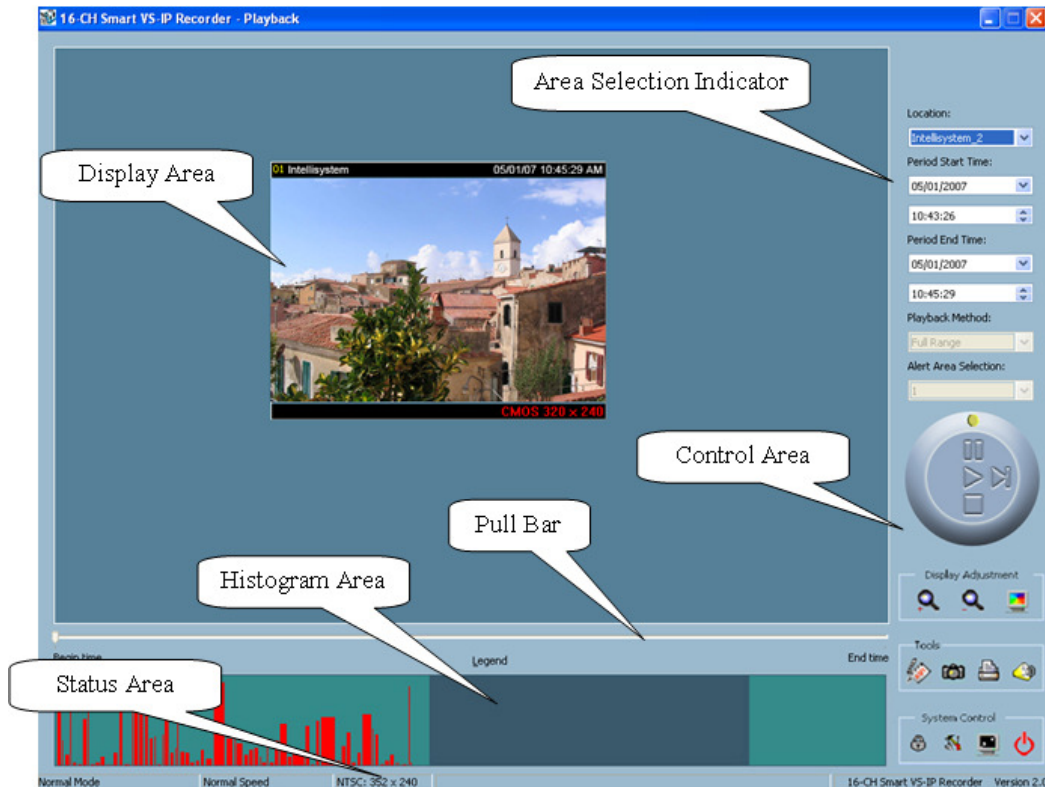 16-CH Smart VS-IP Recorder - Playback
Area Selection Indicator
Location:
Intellisystem_2
Display Area
01 Intellisystem 05/01/07 10:45:29 AM
Period Start Time:
05/01/2007
10:43:26
Period End Time:
05/01/2007
10:45:29
Playback Method:
Full Range
Alert Area Selection:
1
CMOS 320 x 240
Control Area
Pull Bar
Histogram Area
Display Adjustment
Begin time Legend End time
Tools
Status Area
System Control
Normal Mode Normal Speed NTSC: 352 x 240 16-CH Smart VS-IP Recorder Version 2.0